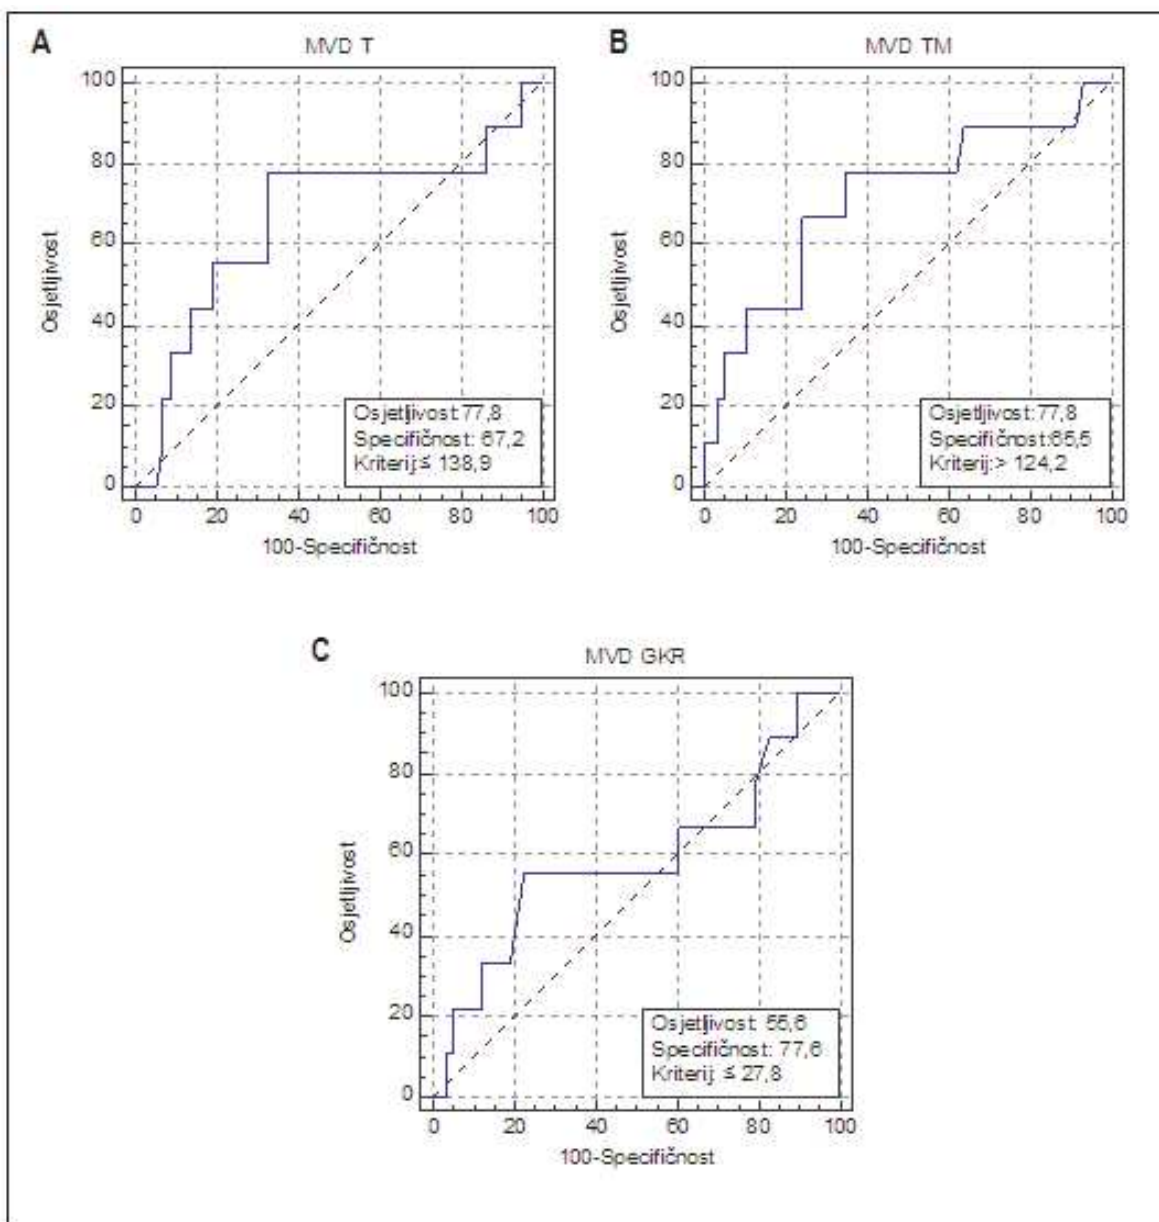 A
MVD T
100
80
60
40
20
0
Osjetljivost
Osjetljivost:77,8
Specifičnost: 67,2
Kriterij:≤ 138,9
0 20 40 60 80 100
100-Specifičnost
B
MVD TM
100
80
60
40
20
0
Osjetljivost
Osjetljivost:77,8
Specifičnost:65,5
Kriterij:> 124,2
0 20 40 60 80 100
100-Specifičnost
C
MVD GKR
100
80
60
40
20
0
Osjetljivost
Osjetljivost: 55,6
Specifičnost: 77,6
Kriterij: ≤ 27,8
0 20 40 60 80 100
100-Specifičnost